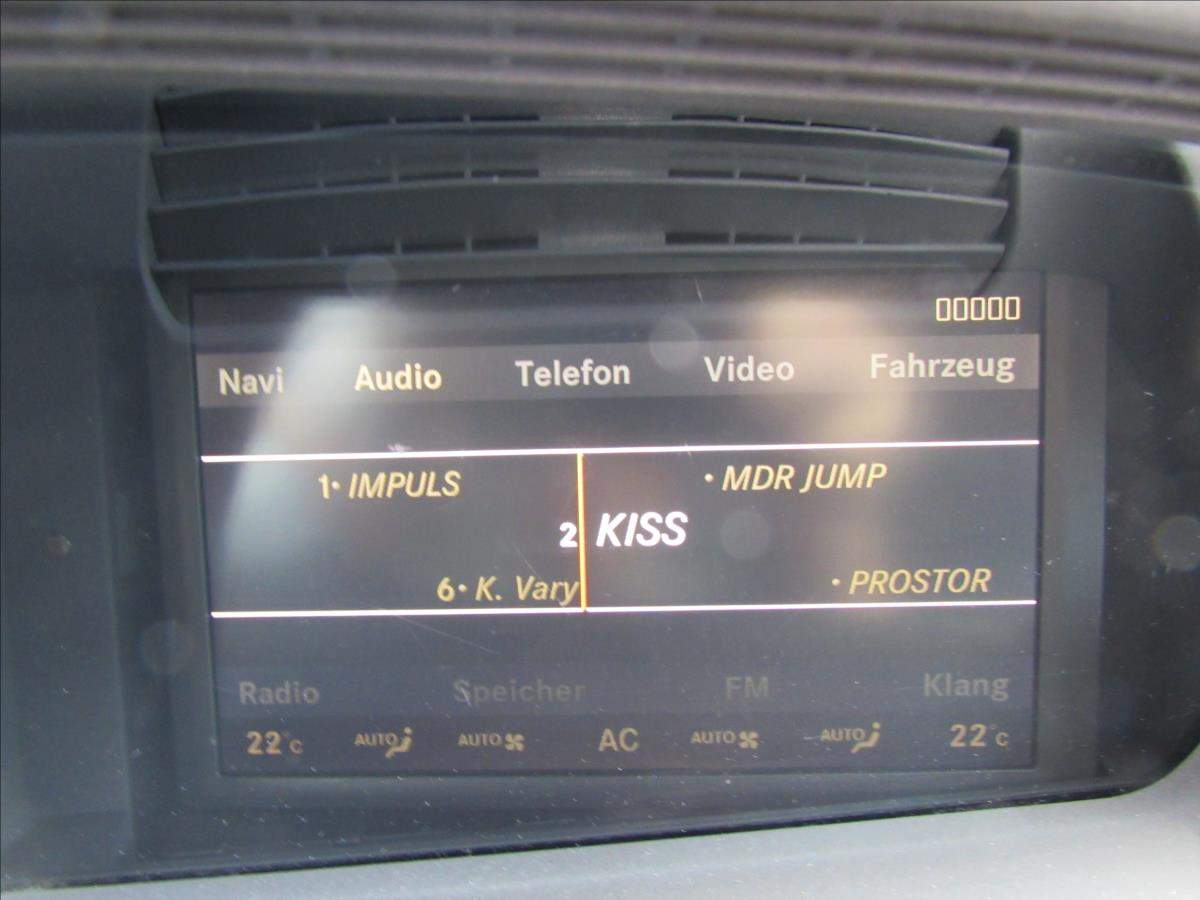 Navi Audio Telefon Video Fahrzeug
1· IMPULS · MDR JUMP
2 KISS
6· K. Vary · PROSTOR
Radio Speicher FM Klang
22°C AUTO AUTO AC AUTO AUTO 22°C